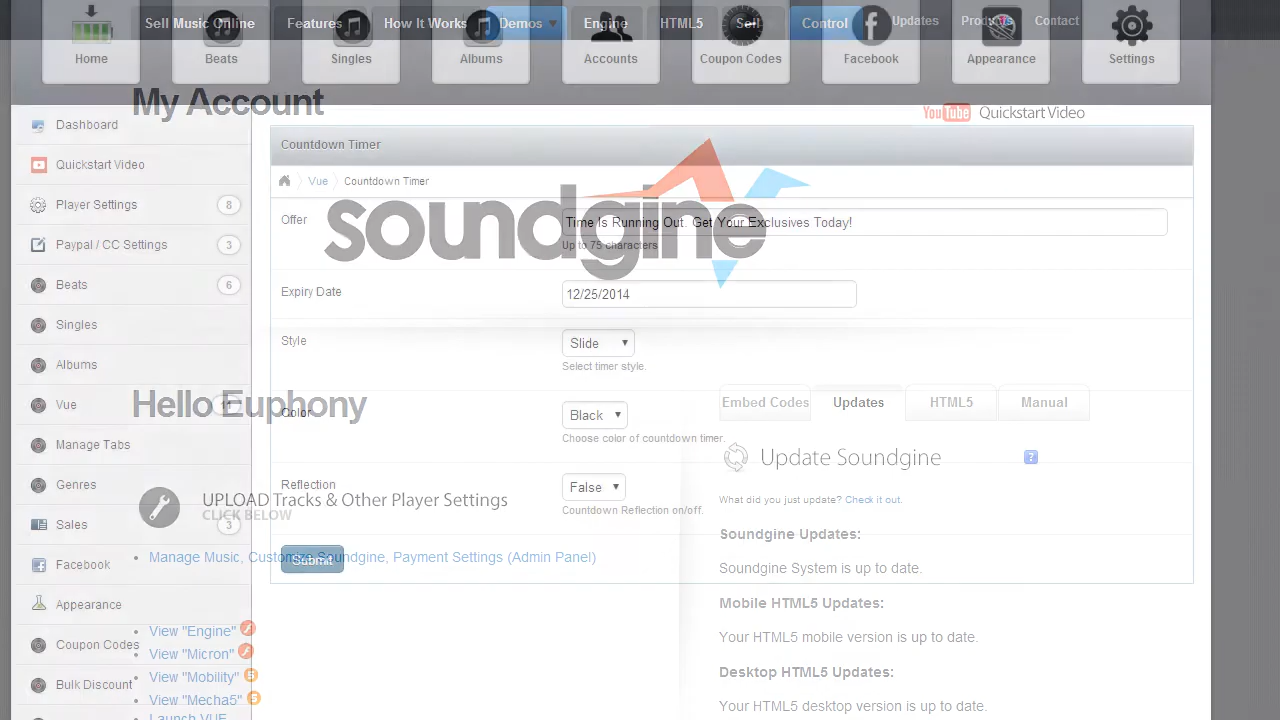 Sell Music Online Features How It Works Demos Engine HTML5 Sell Control Updates Products Contact
Home Beats Singles Albums Accounts Coupon Codes Facebook Appearance Settings
My Account
YouTube Quickstart Video
Dashboard
Quickstart Video
Player Settings 8
Paypal / CC Settings 3
Beats 6
Singles
Albums
Vue 11
Manage Tabs
Genres
Sales 3
Facebook
Appearance
Coupon Codes
Bulk Discount
Countdown Timer
Vue Countdown Timer
soundgine
Offer
Time Is Running Out. Get Your Exclusives Today!
Up to 75 characters
Expiry Date
12/25/2014
Style
Slide
Select timer style.
Color
Black
Choose color of countdown timer.
Reflection
False
Countdown Reflection on/off.
Submit
Hello Euphony
UPLOAD Tracks & Other Player Settings
CLICK BELOW
Manage Music, Customize Soundgine, Payment Settings (Admin Panel)
View "Engine"
View "Micron"
View "Mobility" 5
View "Mecha5" 5
Launch VUE
Embed Codes Updates HTML5 Manual
Update Soundgine ?
What did you just update? Check it out.
Soundgine Updates:
Soundgine System is up to date.
Mobile HTML5 Updates:
Your HTML5 mobile version is up to date.
Desktop HTML5 Updates:
Your HTML5 desktop version is up to date.